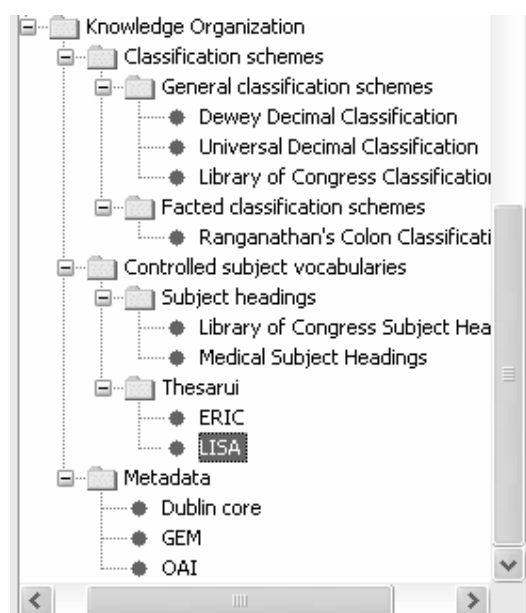 Knowledge Organization
Classification schemes
General classification schemes
Dewey Decimal Classification
Universal Decimal Classification
Library of Congress Classification
Facted classification schemes
Ranganathan's Colon Classificati
Controlled subject vocabularies
Subject headings
Library of Congress Subject Hea
Medical Subject Headings
Thesarui
ERIC
LISA
Metadata
Dublin core
GEM
OAI